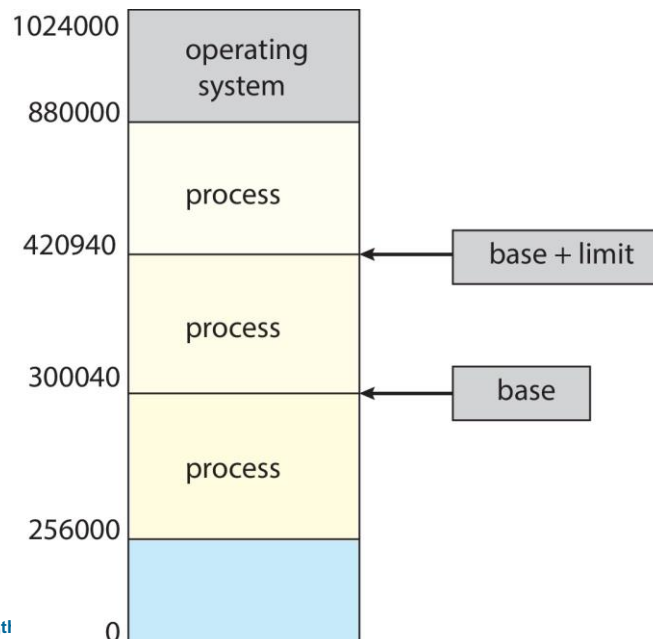 1024000
operating
system
880000
process
420940
base + limit
process
300040
base
process
256000
0